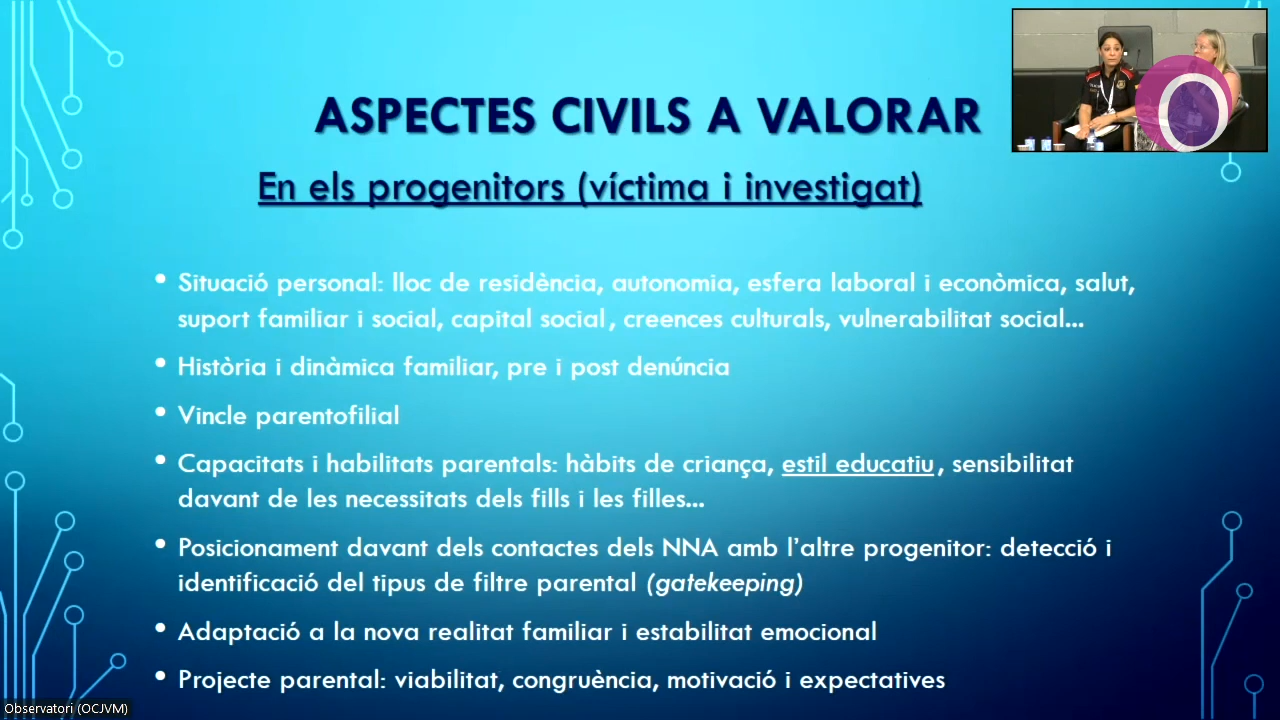 ASPECTES CIVILS A VALORAR
En els progenitors (víctima i investigat)
• Situació personal: lloc de residència, autonomia, esfera laboral i econòmica, salut,
suport familiar i social, capital social, creences culturals, vulnerabilitat social...
• Història i dinàmica familiar, pre i post denúncia
• Vincle parentofilial
• Capacitats i habilitats parentals: hàbits de criança, estil educatiu, sensibilitat
davant de les necessitats dels fills i les filles...
• Posicionament davant dels contactes dels NNA amb l'altre progenitor: detecció i
identificació del tipus de filtre parental (gatekeeping)
• Adaptació a la nova realitat familiar i estabilitat emocional
• Projecte parental: viabilitat, congruència, motivació i expectatives
Observatori (OCJVM)